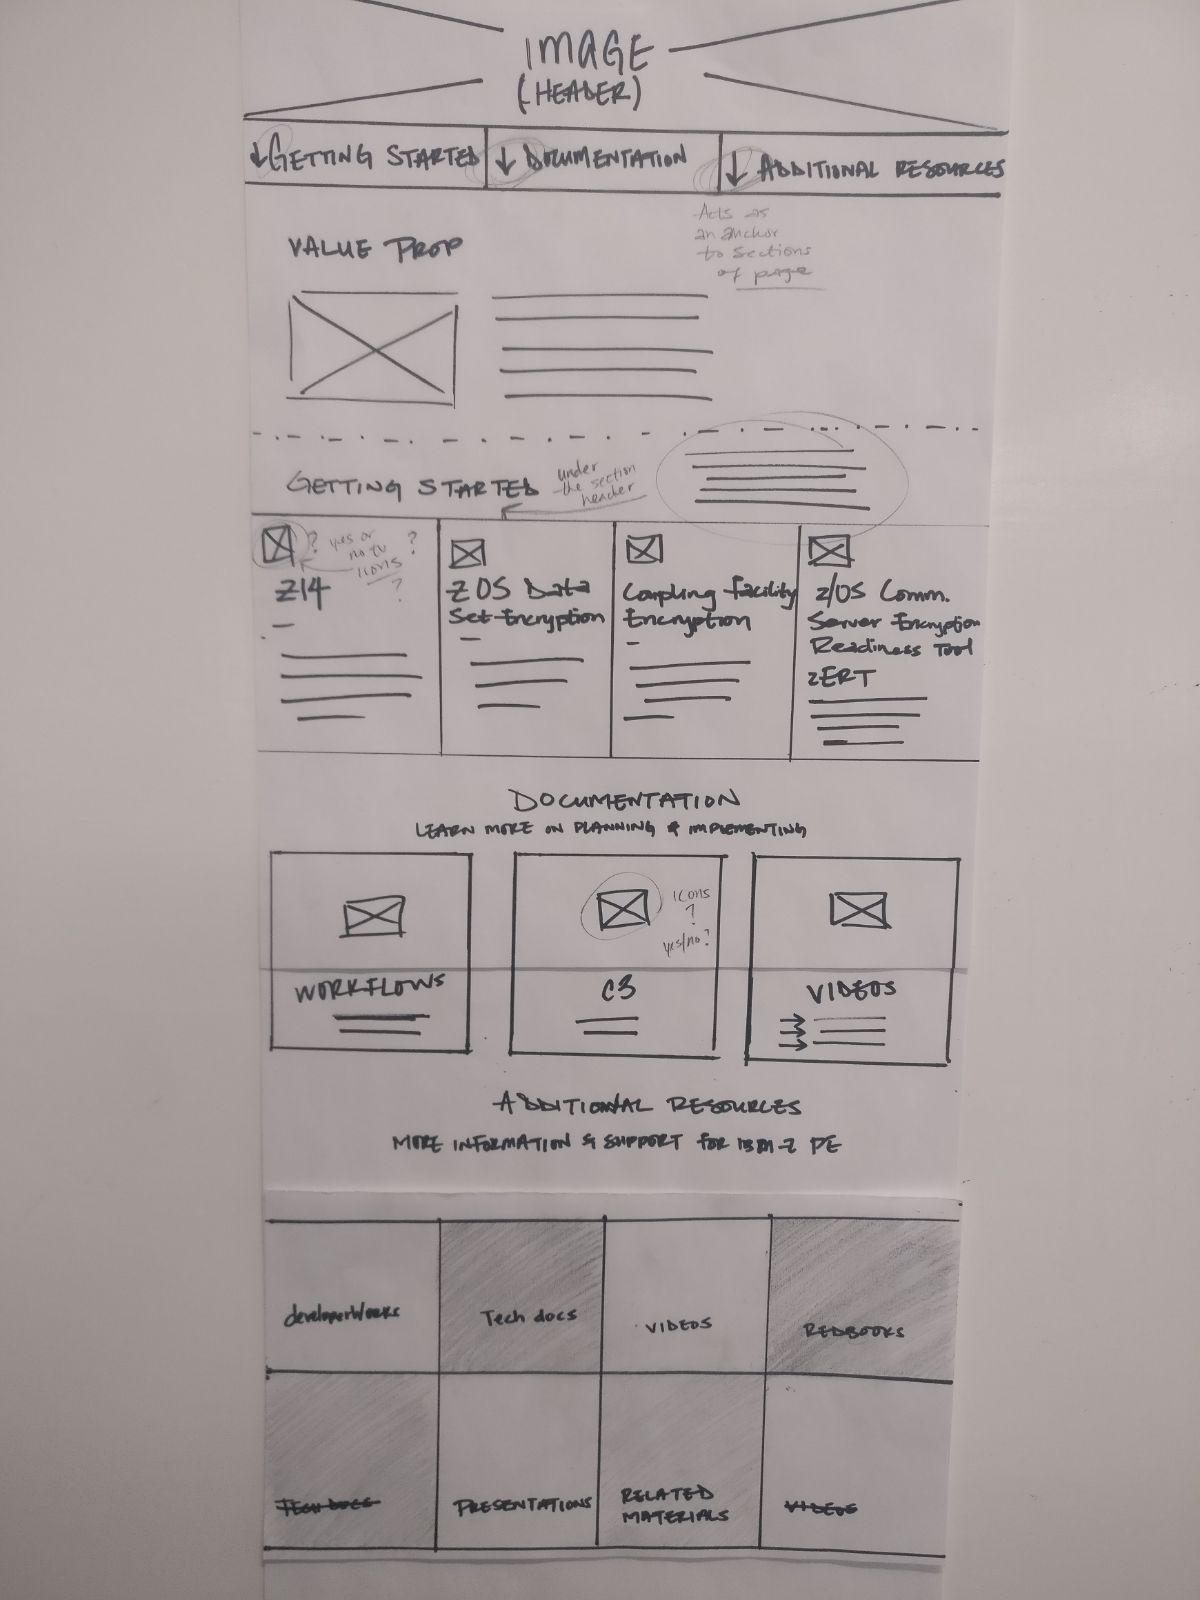 IMAGE
(HEADER)
↓ GETTING STARTED
↓ DOCUMENTATION
↓ ADDITIONAL RESOURCES
Acts as
an anchor
to sections
of page
VALUE PROP
GETTING STARTED
under
the section
header
? yes or ?
no to
icons
?
Z14
Z OS Data
Set Encryption
Coupling Facility
Encryption
z/OS Comm.
Server Encryption
Readiness Tool
zERT
DOCUMENTATION
LEARN MORE ON PLANNING & IMPLEMENTING
icons
?
yes/no?
WORKFLOWS
C3
VIDEOS
ADDITIONAL RESOURCES
MORE INFORMATION & SUPPORT FOR IBM Z PE
developerWorks
Tech docs
VIDEOS
REDBOOKS
TECH DOCS
PRESENTATIONS
RELATED
MATERIALS
VIDEOS